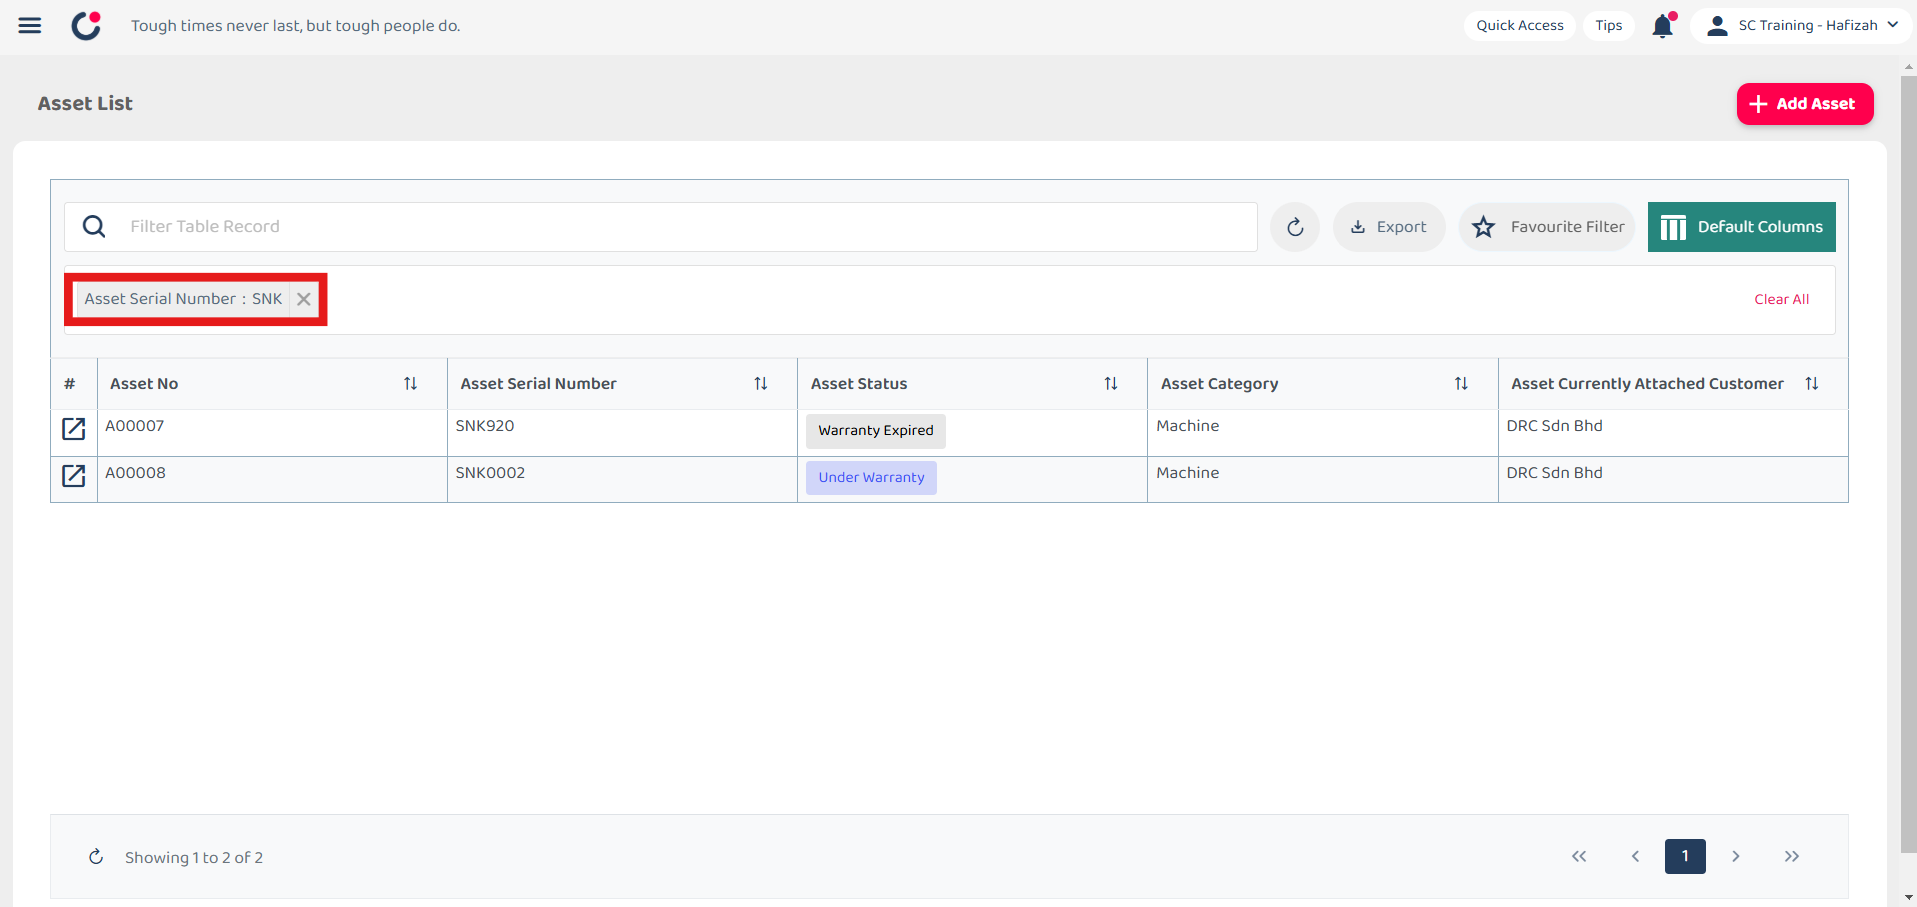 Tough times never last, but tough people do.
Quick Access
Tips
SC Training - Hafizah
Asset List
Add Asset
Filter Table Record
Export
Favourite Filter
Default Columns
Asset Serial Number : SNK
Clear All
# Asset No Asset Serial Number Asset Status Asset Category Asset Currently Attached Customer
A00007 SNK920 Warranty Expired Machine DRC Sdn Bhd
A00008 SNK0002 Under Warranty Machine DRC Sdn Bhd
Showing 1 to 2 of 2
1